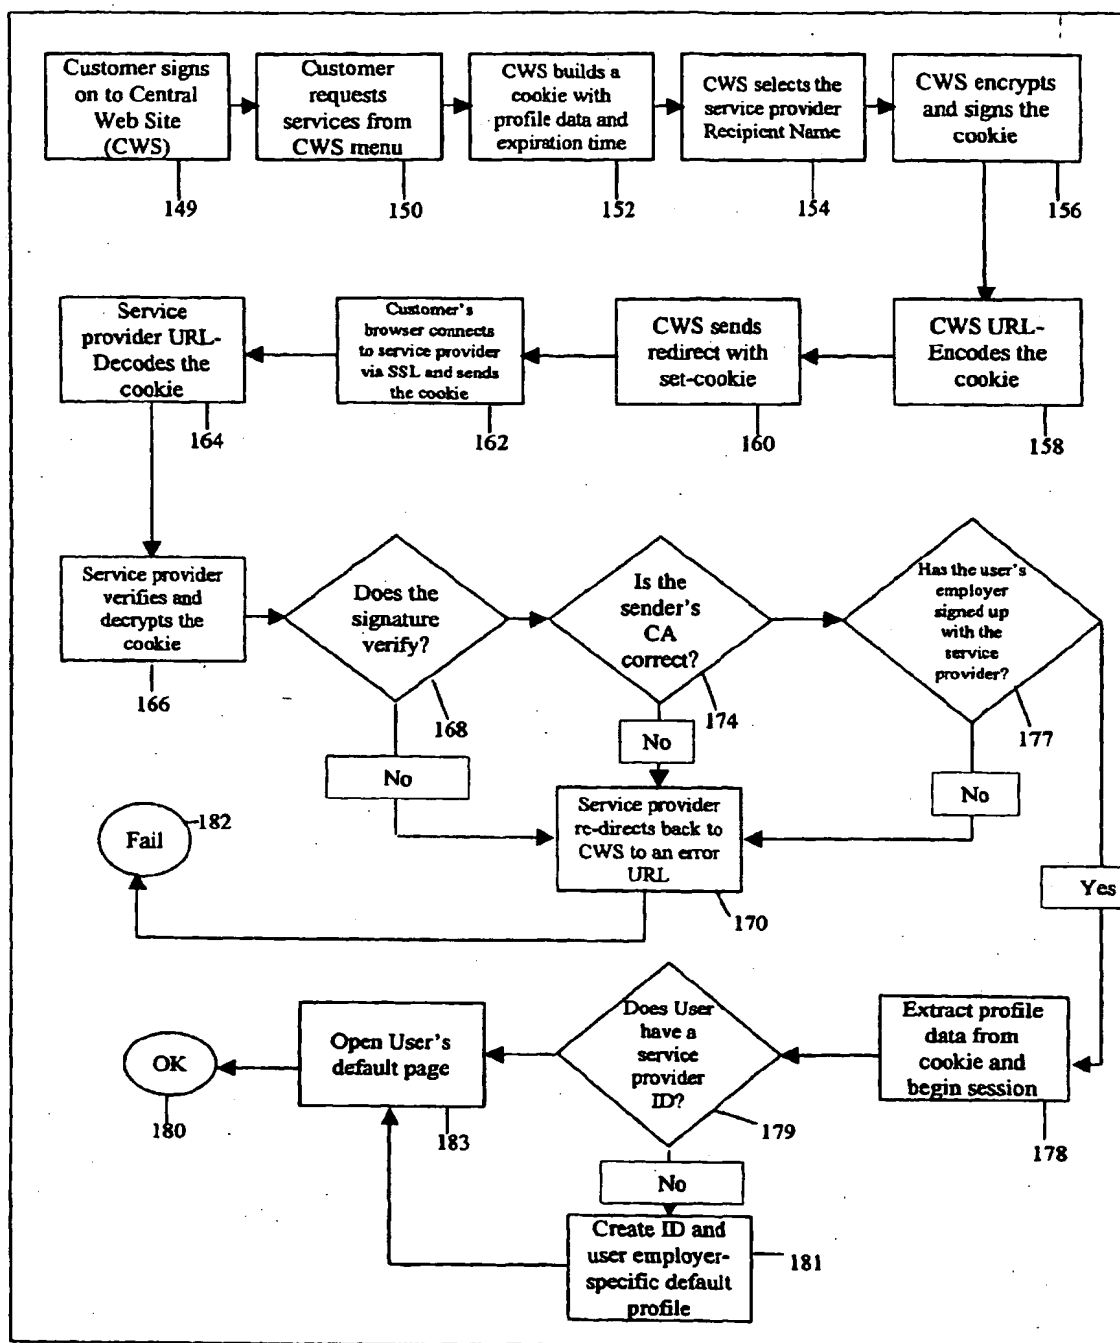 Customer signs
on to Central
Web Site
(CWS)
149
Customer
requests
services from
CWS menu
150
CWS builds a
cookie with
profile data and
expiration time
152
CWS selects the
service provider
Recipient Name
154
CWS encrypts
and signs the
cookie
156
CWS URL-
Encodes the
cookie
158
CWS sends
redirect with
set-cookie
160
Customer's
browser connects
to service provider
via SSL and sends
the cookie
162
Service
provider URL-
Decodes the
cookie
164
Service provider
verifies and
decrypts the
cookie
166
Does the
signature
verify?
168
No
Is the
sender's
CA
correct?
174
No
Has the user's
employer
signed up
with the
service
provider?
177
No
Yes
Service provider
re-directs back to
CWS to an error
URL
170
Fail
182
Extract profile
data from
cookie and
begin session
178
Does User
have a
service
provider
ID?
179
No
Create ID and
user employer-
specific default
profile
181
Open User's
default page
183
OK
180